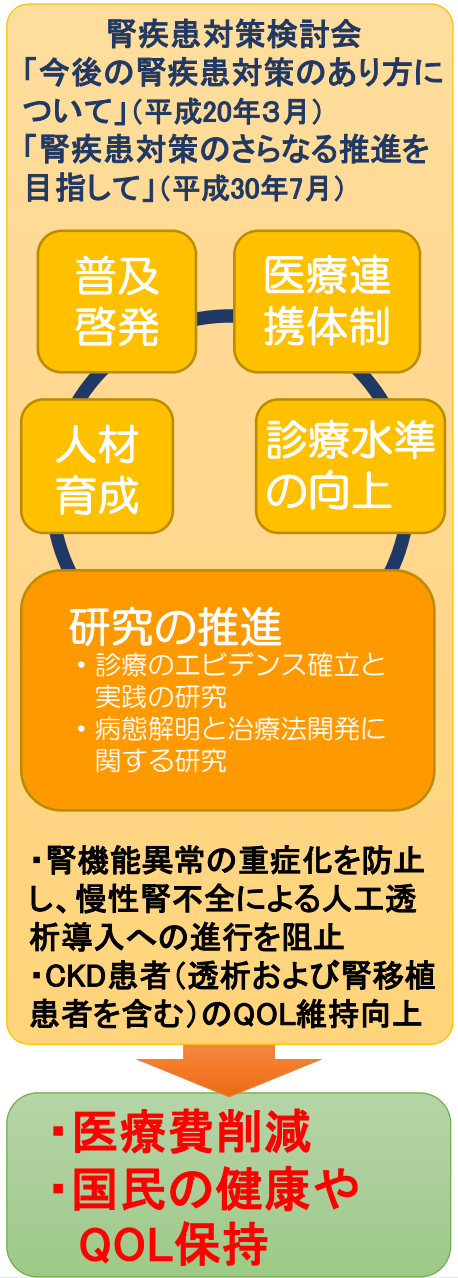 腎疾患対策検討会
「今後の腎疾患対策のあり方に
ついて」（平成20年３月）
「腎疾患対策のさらなる推進を
目指して」（平成30年7月）
普及
啓発
医療連
携体制
人材
育成
診療水準
の向上
研究の推進
・診療のエビデンス確立と
実践の研究
・病態解明と治療法開発に
関する研究
・腎機能異常の重症化を防止
し、慢性腎不全による人工透
析導入への進行を阻止
・CKD患者（透析および腎移植
患者を含む）のQOL維持向上
・医療費削減
・国民の健康や
QOL保持